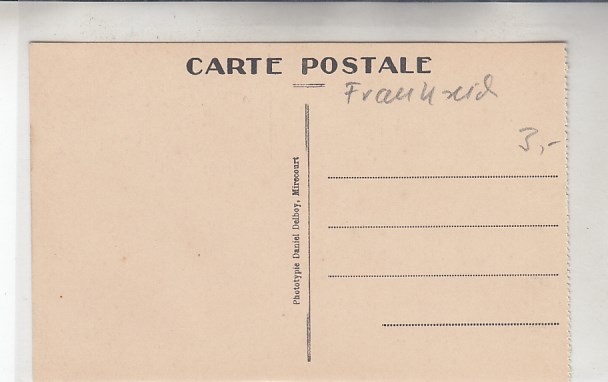 CARTE POSTALE
Frankreich
3,-
Phototypie Daniel Delboy, Mirecourt